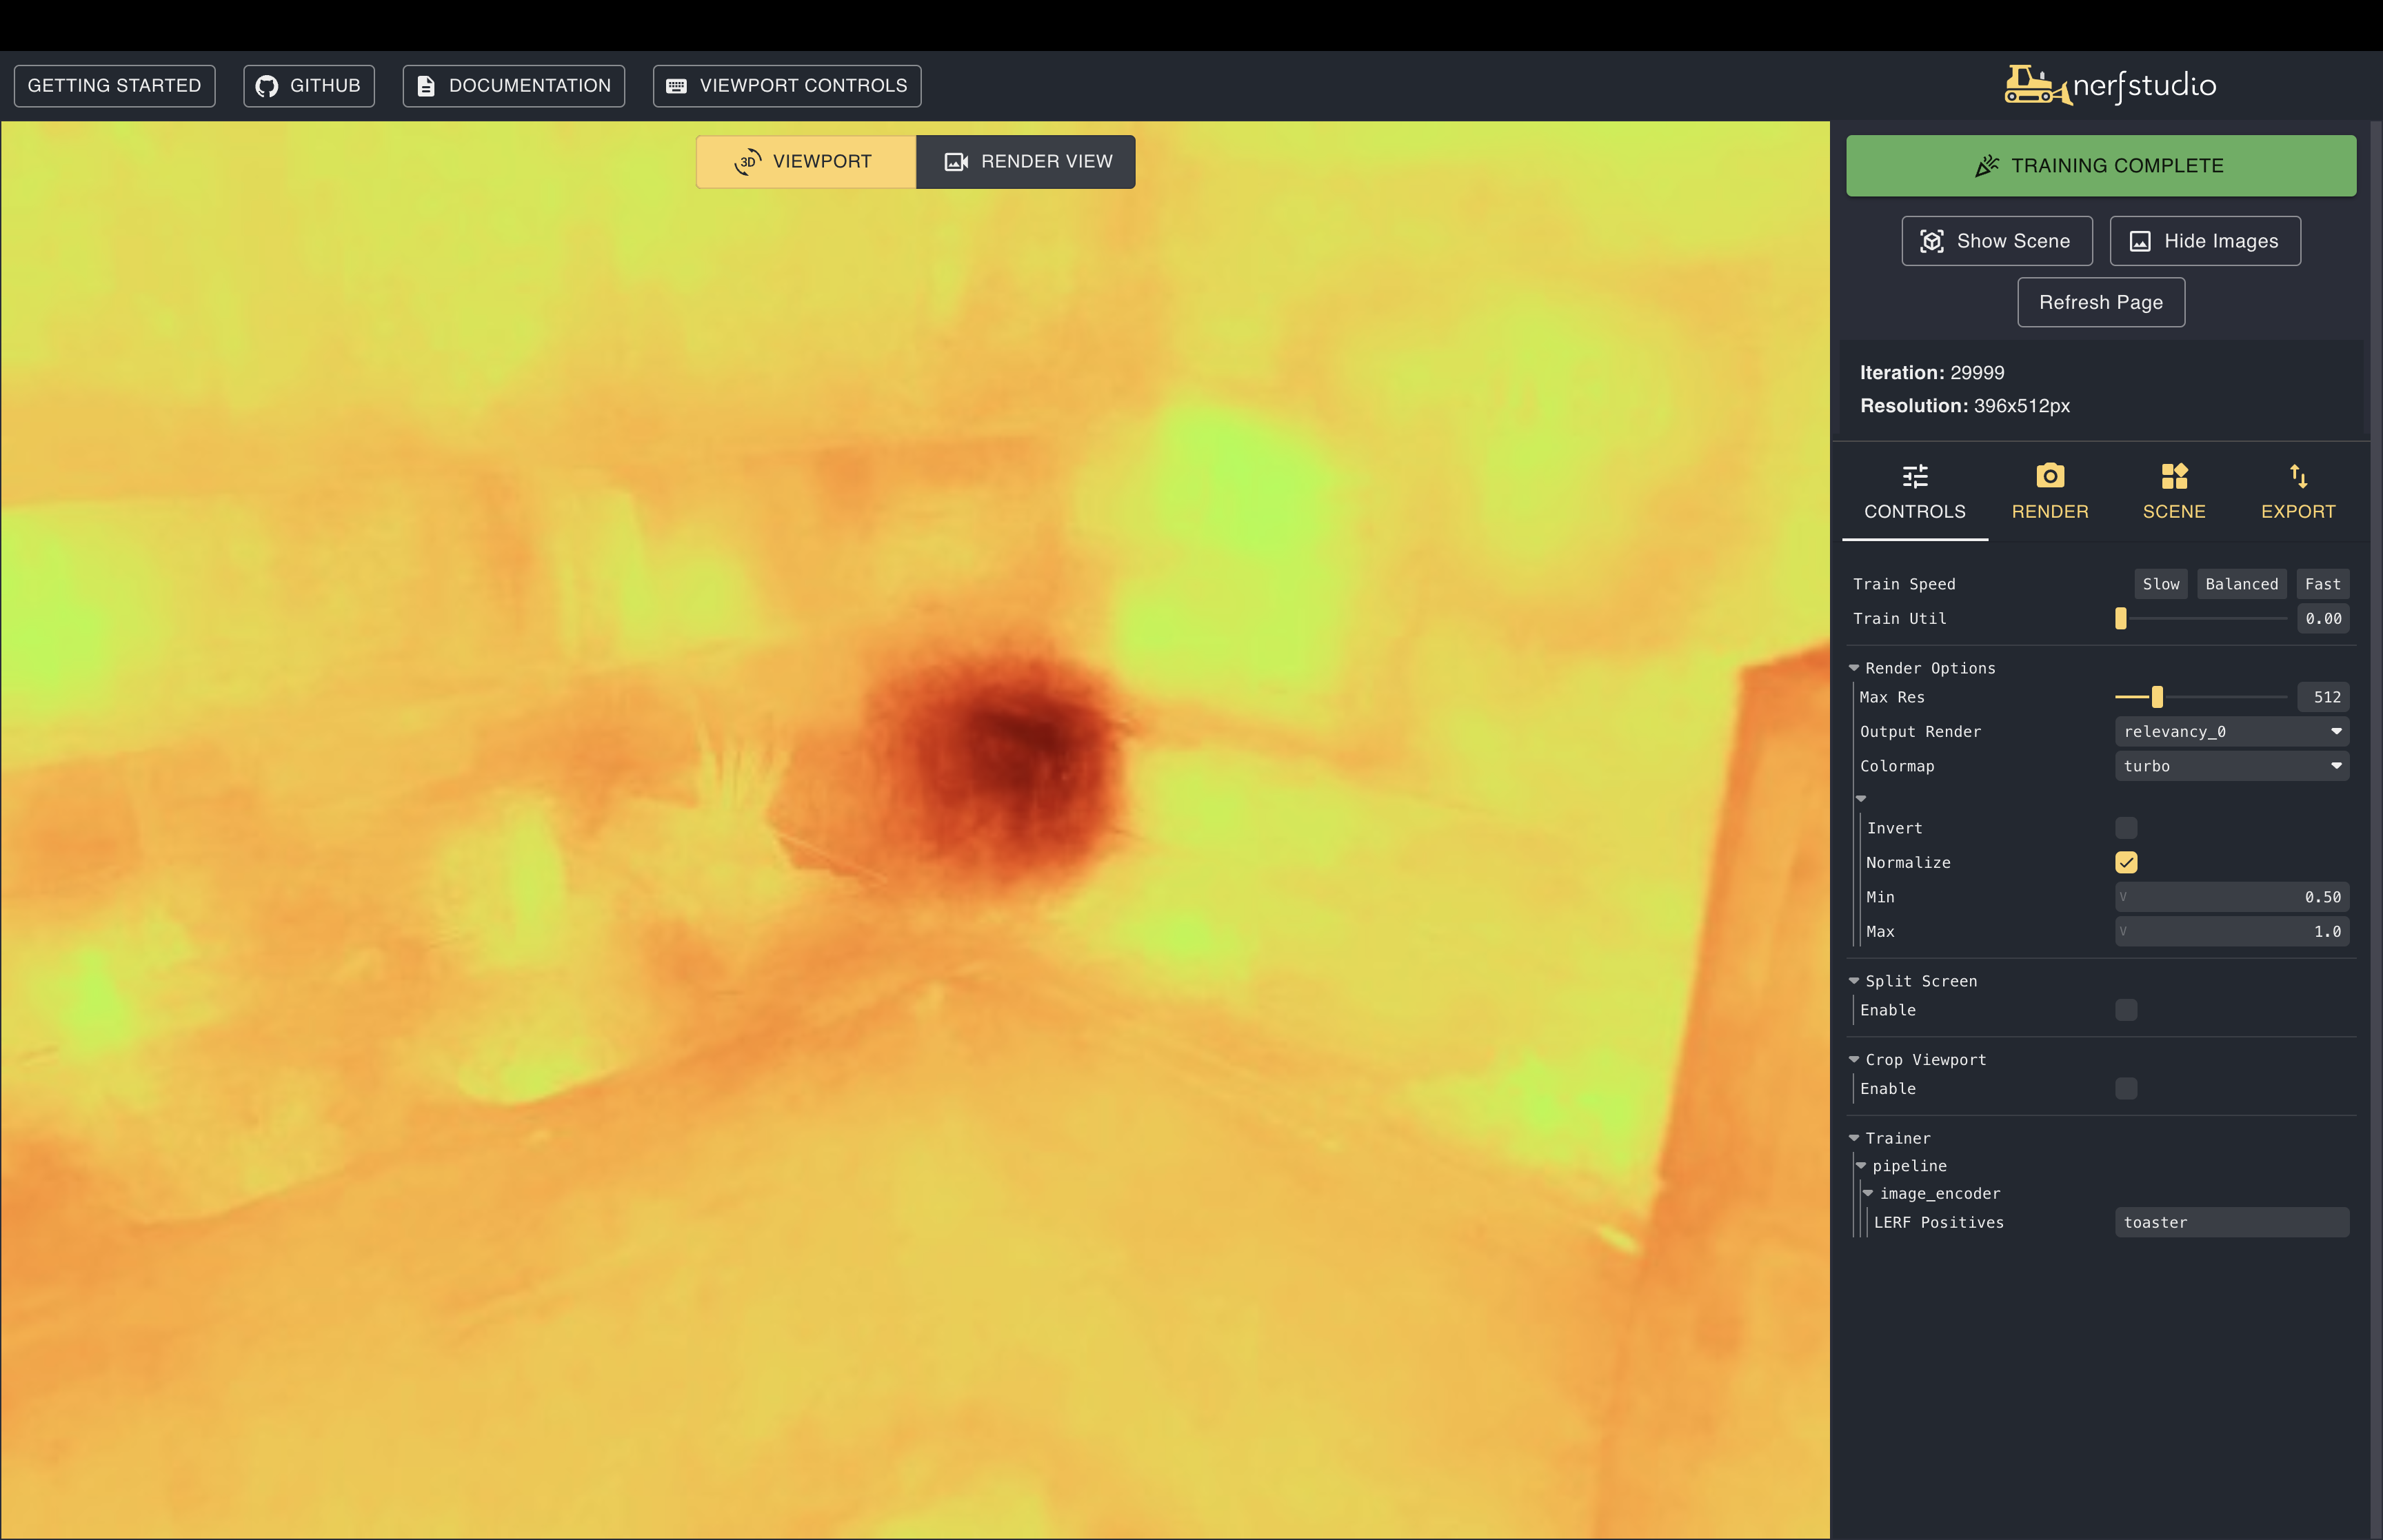 GETTING STARTED GITHUB DOCUMENTATION VIEWPORT CONTROLS nerfstudio
3D VIEWPORT RENDER VIEW
TRAINING COMPLETE
Show Scene Hide Images
Refresh Page
Iteration: 29999
Resolution: 396x512px
CONTROLS RENDER SCENE EXPORT
Train Speed Slow Balanced Fast
Train Util 0.00
Render Options
Max Res 512
Output Render relevancy_0
Colormap turbo
Invert
Normalize
Min V 0.50
Max V 1.0
Split Screen
Enable
Crop Viewport
Enable
Trainer
pipeline
image_encoder
LERF Positives toaster